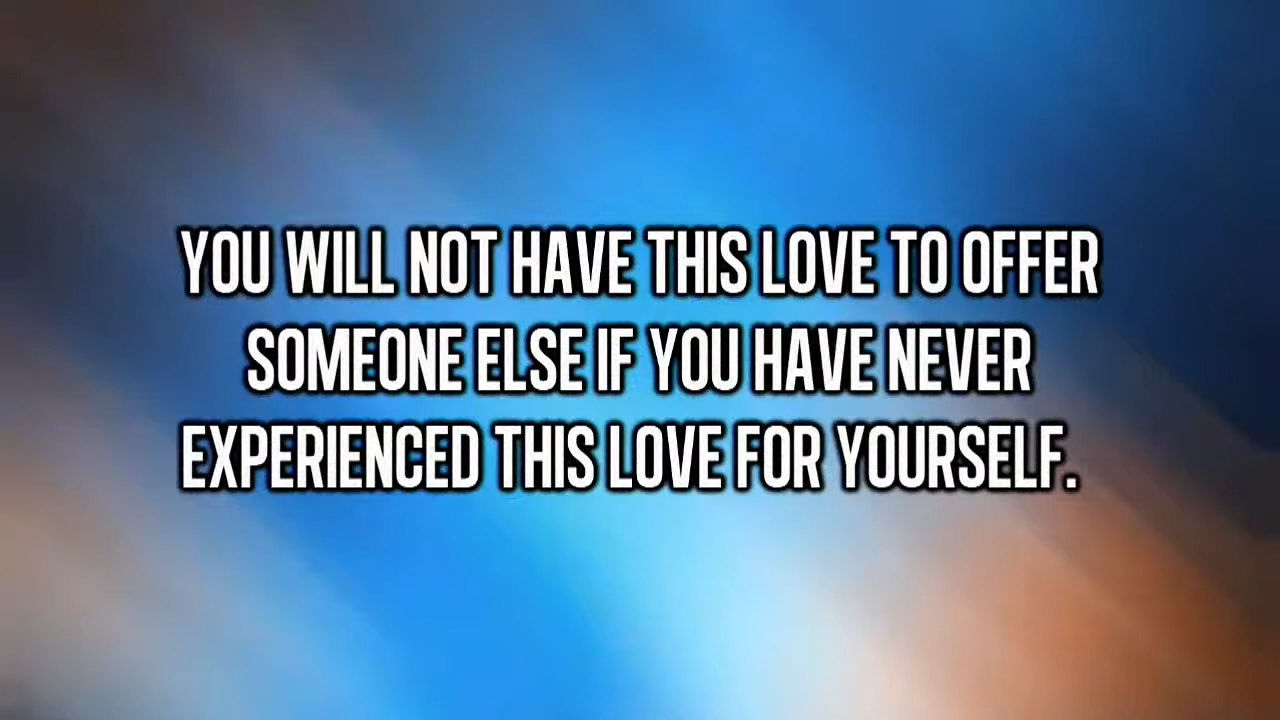 YOU WILL NOT HAVE THIS LOVE TO OFFER
SOMEONE ELSE IF YOU HAVE NEVER
EXPERIENCED THIS LOVE FOR YOURSELF.